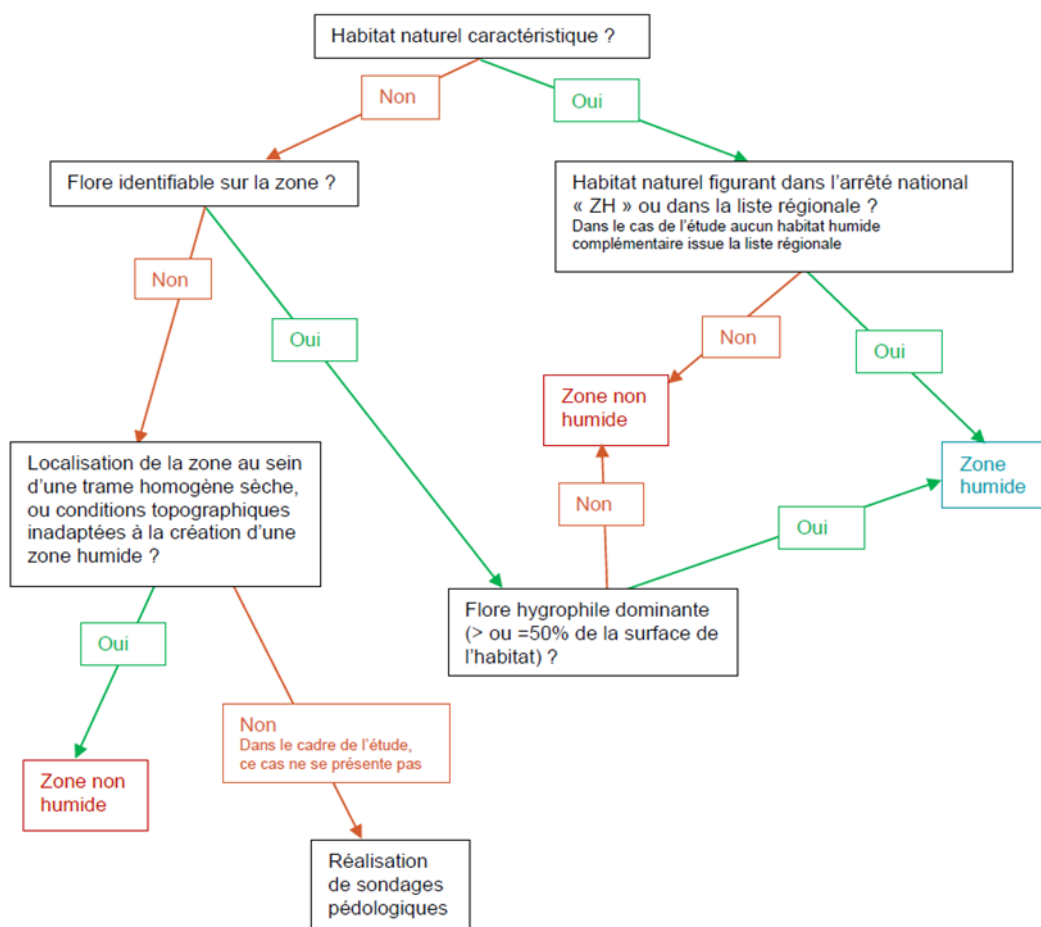 Habitat naturel caractéristique ?
Non
Oui
Flore identifiable sur la zone ?
Habitat naturel figurant dans l'arrêté national
« ZH » ou dans la liste régionale ?
Dans le cas de l'étude aucun habitat humide
complémentaire issue la liste régionale
Non
Oui
Non
Oui
Zone non
humide
Localisation de la zone au sein
d'une trame homogène sèche,
ou conditions topographiques
inadaptées à la création d'une
zone humide ?
Zone
humide
Non
Oui
Flore hygrophile dominante
(> ou =50% de la surface de
l'habitat) ?
Oui
Non
Dans le cadre de l'étude,
ce cas ne se présente pas
Zone non
humide
Réalisation
de sondages
pédologiques